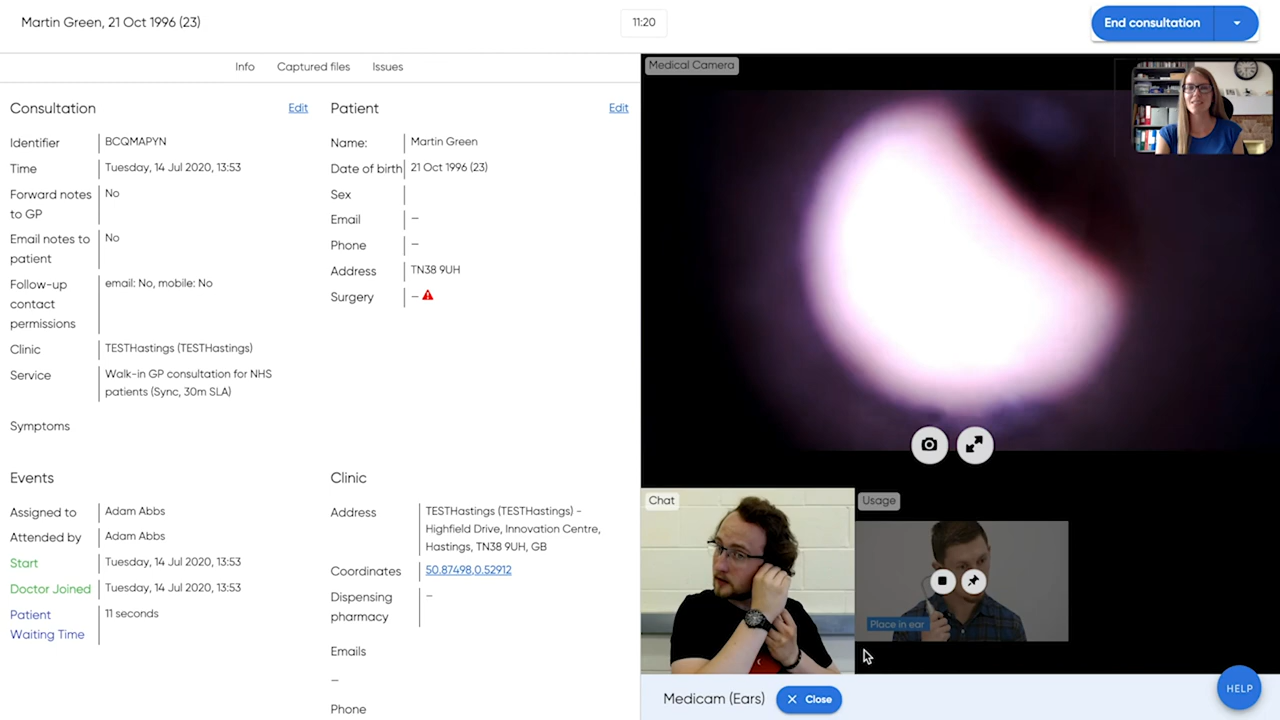 Martin Green, 21 Oct 1996 (23)
11:20
End consultation
Info
Captured files
Issues
Consultation
Edit
Identifier
BCQMAPYN
Time
Tuesday, 14 Jul 2020, 13:53
Forward notes
to GP
No
Email notes to
patient
No
Follow-up
contact
permissions
email: No, mobile: No
Clinic
TESTHastings (TESTHastings)
Service
Walk-in GP consultation for NHS
patients (Sync, 30m SLA)
Symptoms
Patient
Edit
Name:
Martin Green
Date of birth
21 Oct 1996 (23)
Sex
Email
–
Phone
–
Address
TN38 9UH
Surgery
–
Events
Assigned to
Adam Abbs
Attended by
Adam Abbs
Start
Tuesday, 14 Jul 2020, 13:53
Doctor Joined
Tuesday, 14 Jul 2020, 13:53
Patient
Waiting Time
11 seconds
Clinic
Address
TESTHastings (TESTHastings) -
Highfield Drive, Innovation Centre,
Hastings, TN38 9UH, GB
Coordinates
50.87498,0.52912
Dispensing
pharmacy
–
Emails
–
Phone
Medical Camera
Chat
Usage
Place in ear
Medicam (Ears)
Close
HELP